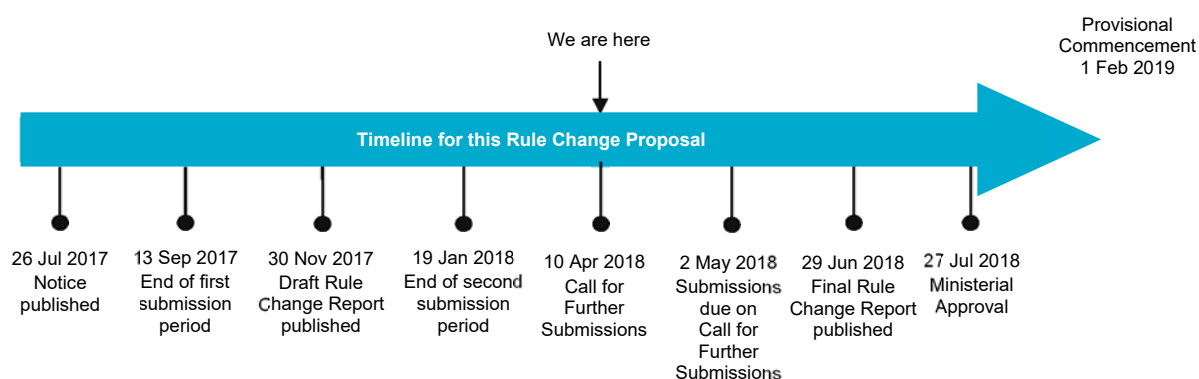 We are here
Provisional
Commencement
1 Feb 2019
Timeline for this Rule Change Proposal
26 Jul 2017
Notice
published
13 Sep 2017
End of first
submission
period
30 Nov 2017
Draft Rule
Change Report
published
19 Jan 2018
End of second
submission
period
10 Apr 2018
Call for
Further
Submissions
2 May 2018
Submissions
due on
Call for
Further
Submissions
29 Jun 2018
Final Rule
Change Report
published
27 Jul 2018
Ministerial
Approval